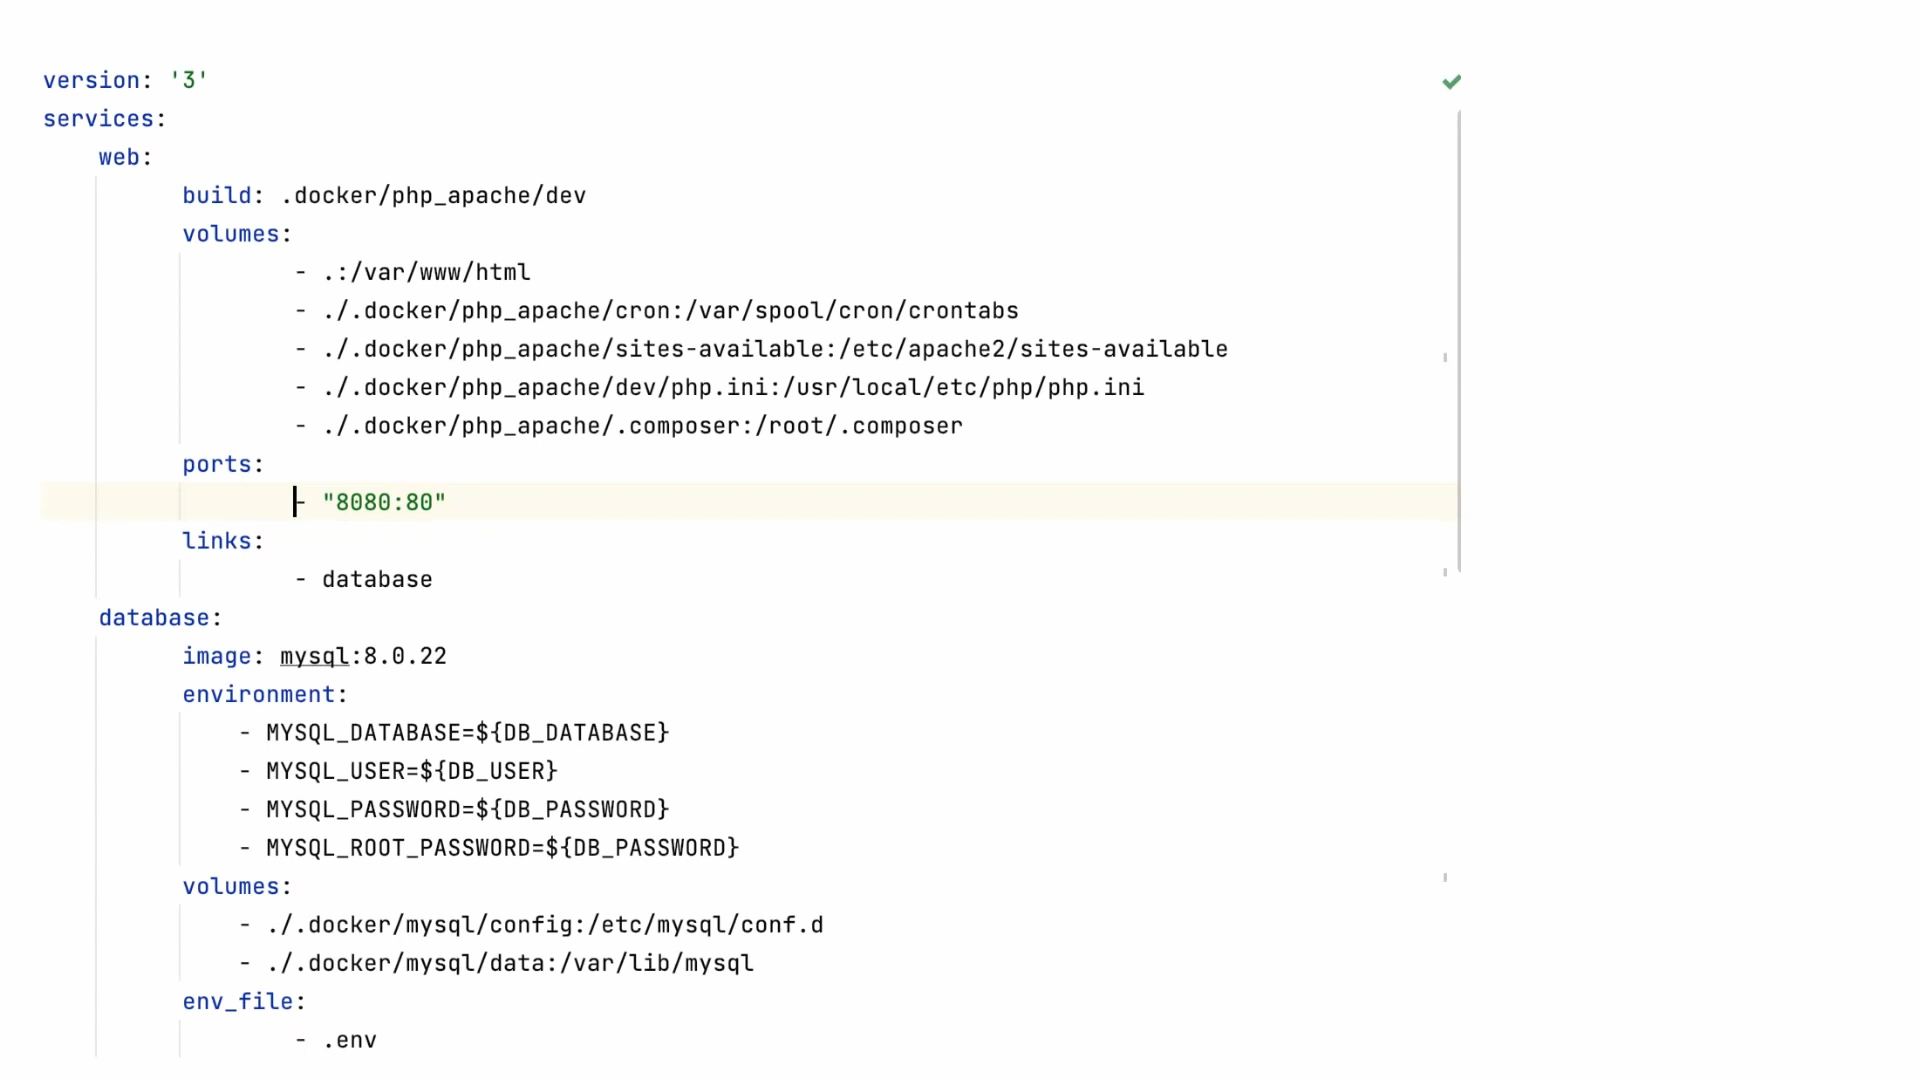 version: '3'
services:
    web:
          build: .docker/php_apache/dev
          volumes:
                  - .:/var/www/html
                  - ./.docker/php_apache/cron:/var/spool/cron/crontabs
                  - ./.docker/php_apache/sites-available:/etc/apache2/sites-available
                  - ./.docker/php_apache/dev/php.ini:/usr/local/etc/php/php.ini
                  - ./.docker/php_apache/.composer:/root/.composer
          ports:
                  - "8080:80"
          links:
                  - database
    database:
          image: mysql:8.0.22
          environment:
              - MYSQL_DATABASE=${DB_DATABASE}
              - MYSQL_USER=${DB_USER}
              - MYSQL_PASSWORD=${DB_PASSWORD}
              - MYSQL_ROOT_PASSWORD=${DB_PASSWORD}
          volumes:
              - ./.docker/mysql/config:/etc/mysql/conf.d
              - ./.docker/mysql/data:/var/lib/mysql
          env_file:
                  - .env